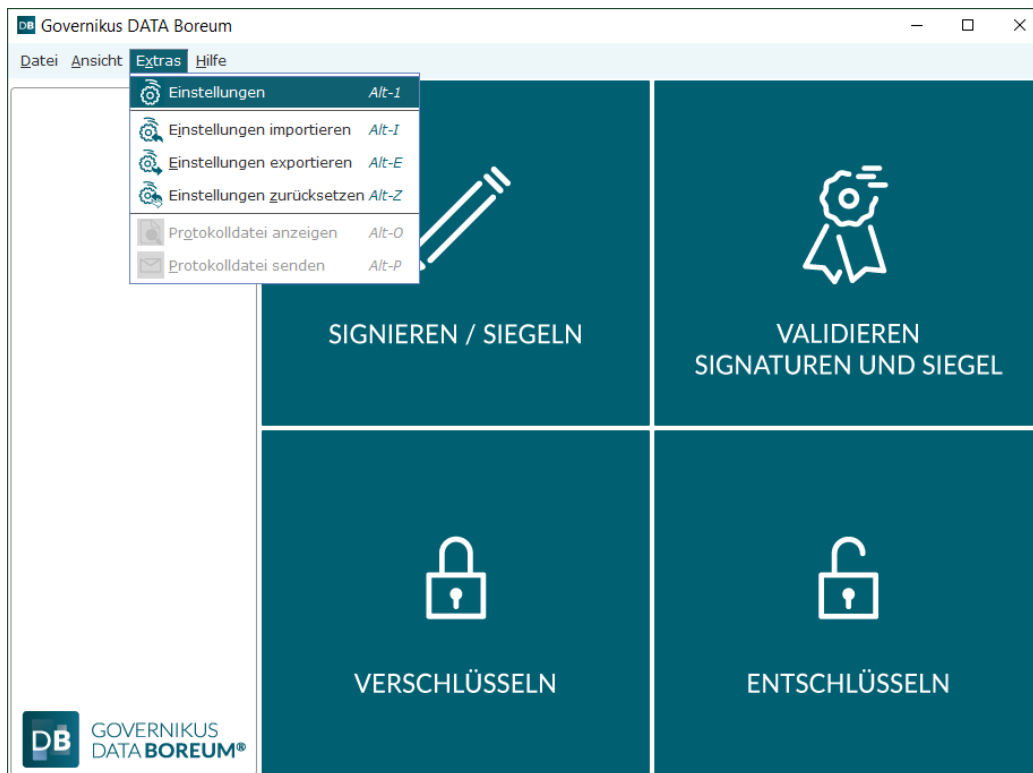 DB Governikus DATA Boreum
Datei Ansicht Extras Hilfe
Einstellungen Alt-1
Einstellungen importieren Alt-I
Einstellungen exportieren Alt-E
Einstellungen zurücksetzen Alt-Z
Protokolldatei anzeigen Alt-O
Protokolldatei senden Alt-P
SIGNIEREN / SIEGELN
VALIDIEREN
SIGNATUREN UND SIEGEL
VERSCHLÜSSELN
ENTSCHLÜSSELN
DB GOVERNIKUS
DATA BOREUM®